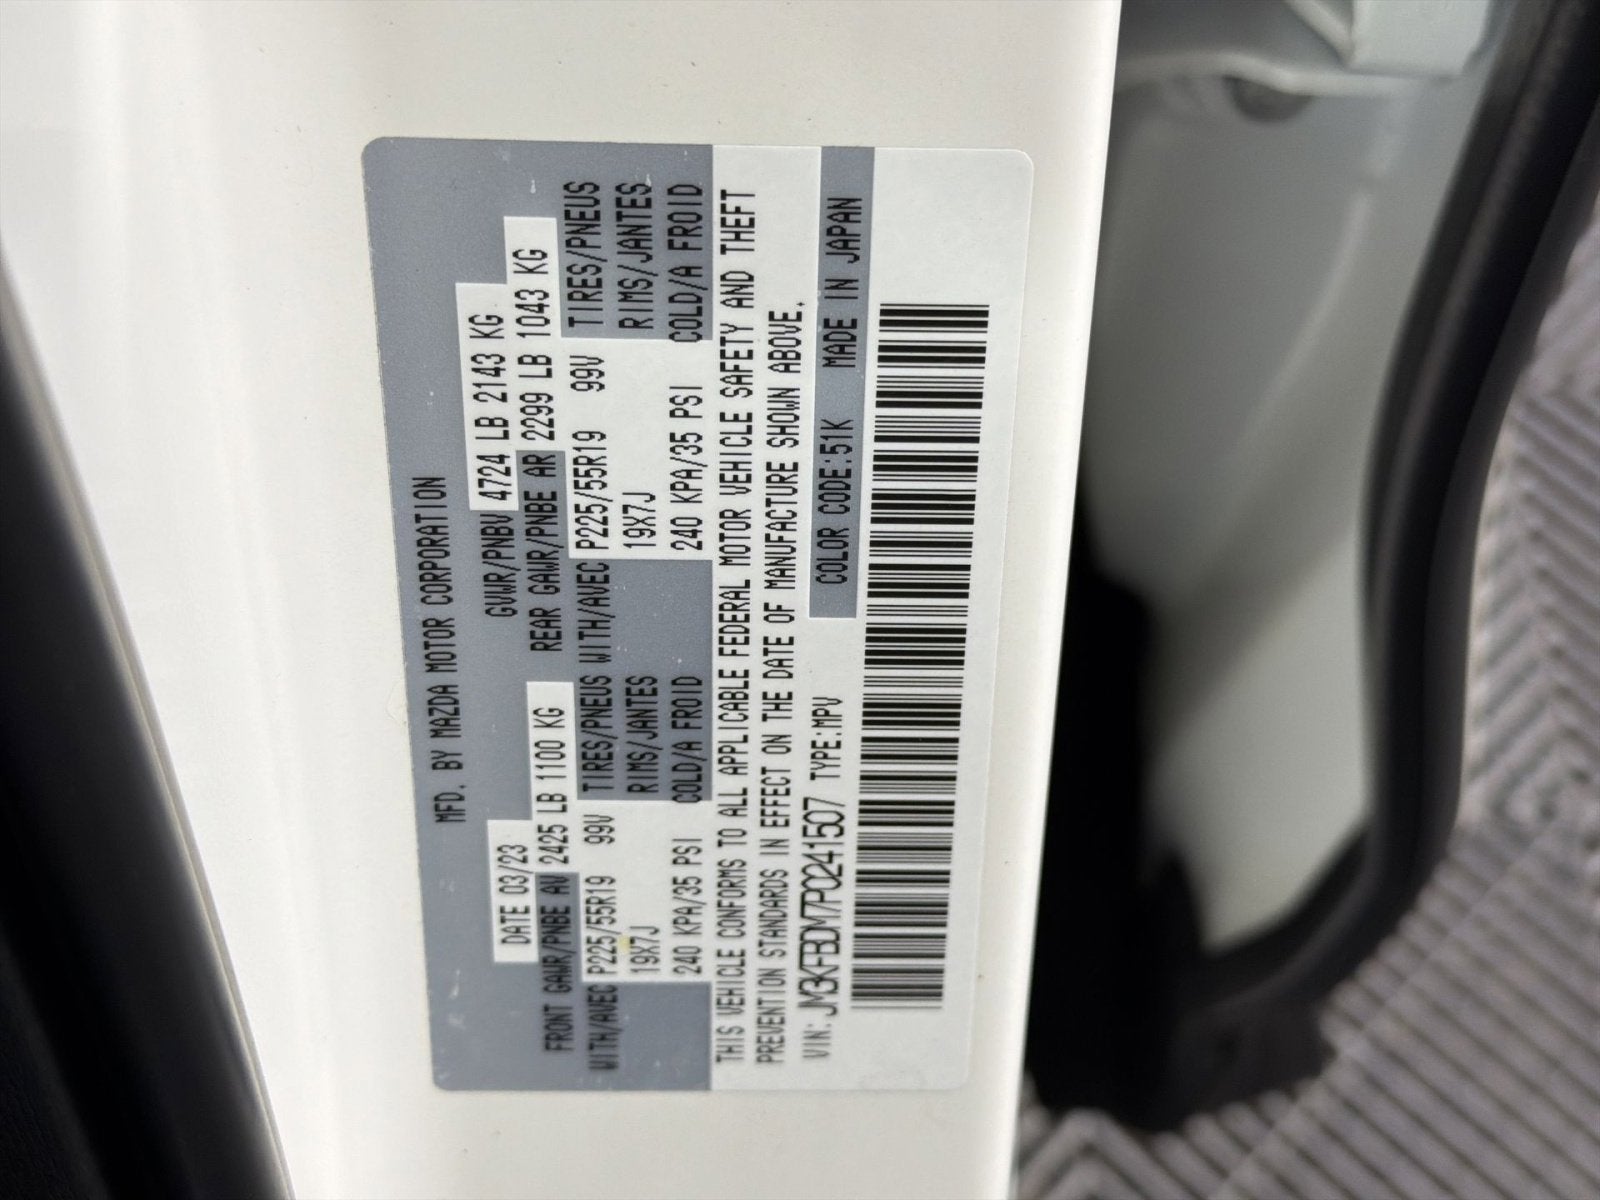 MFD. BY MAZDA MOTOR CORPORATION
DATE 03/23
GVWR/PNBV 4724 LB 2143 KG
FRONT GAWR/PNBE AV 2425 LB 1100 KG
REAR GAWR/PNBE AR 2299 LB 1043 KG
WITH/AVEC P225/55R19 99V TIRES/PNEUS WITH/AVEC P225/55R19 99V TIRES/PNEUS
19X7J RIMS/JANTES 19X7J RIMS/JANTES
240 KPA/35 PSI COLD/A FROID 240 KPA/35 PSI COLD/A FROID
THIS VEHICLE CONFORMS TO ALL APPLICABLE FEDERAL MOTOR VEHICLE SAFETY AND THEFT
PREVENTION STANDARDS IN EFFECT ON THE DATE OF MANUFACTURE SHOWN ABOVE.
VIN: JM3KFBDM7P0241507 TYPE:MPV COLOR CODE:51K MADE IN JAPAN